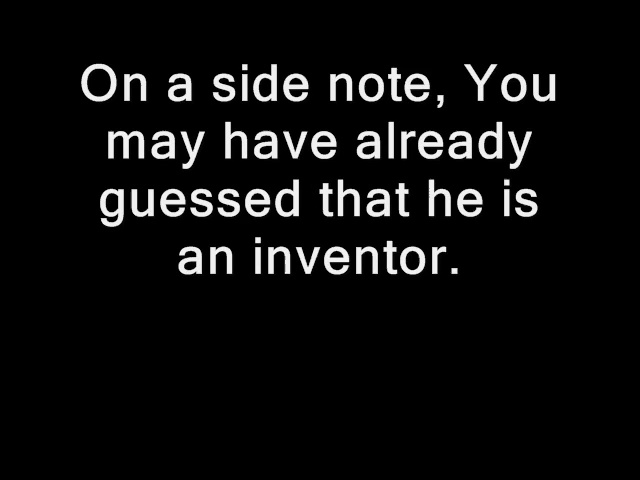 On a side note, You
may have already
guessed that he is
an inventor.